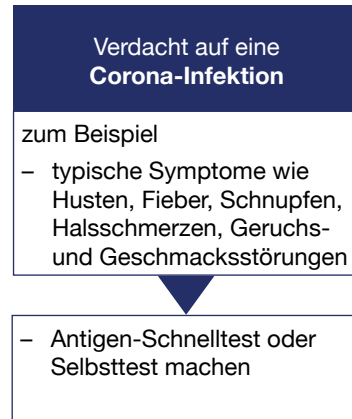 Verdacht auf eine
Corona-Infektion
zum Beispiel
– typische Symptome wie
Husten, Fieber, Schnupfen,
Halsschmerzen, Geruchs-
und Geschmacksstörungen
– Antigen-Schnelltest oder
Selbsttest machen